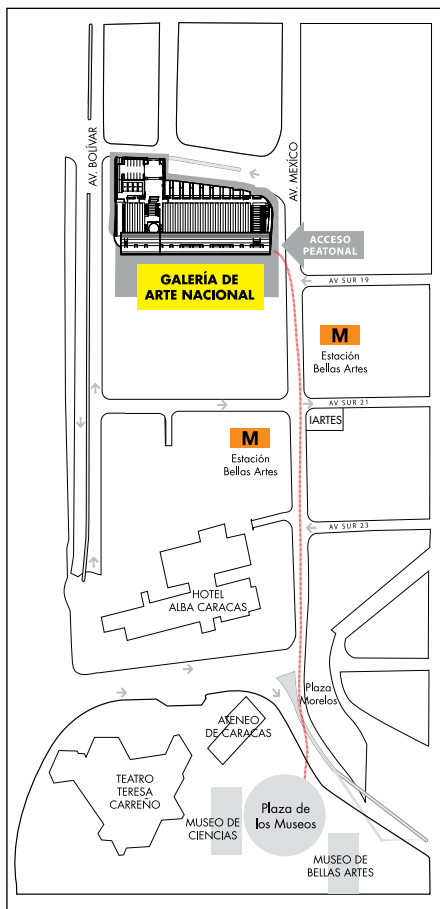 AV. BOLÍVAR
AV. MEXÍCO
ACCESO
PEATONAL
GALERÍA DE
ARTE NACIONAL
AV SUR 19
M
Estación
Bellas Artes
AV SUR 21
IARTES
M
Estación
Bellas Artes
AV SUR 23
HOTEL
ALBA CARACAS
Plaza
Morelos
ATENEO
DE CARACAS
TEATRO
TERESA
CARREÑO
MUSEO DE
CIENCIAS
Plaza de
los Museos
MUSEO DE
BELLAS ARTES